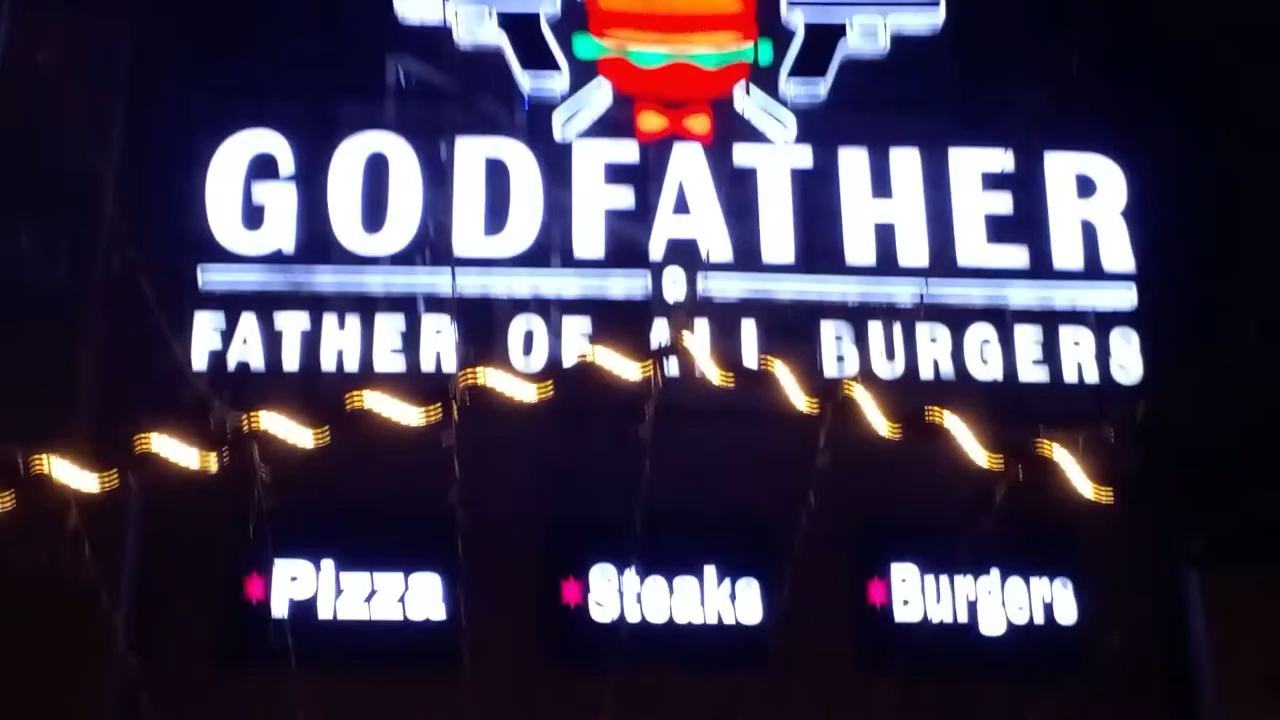 GODFATHER
FATHER OF ALL BURGERS
Pizza
Steaks
Burgers